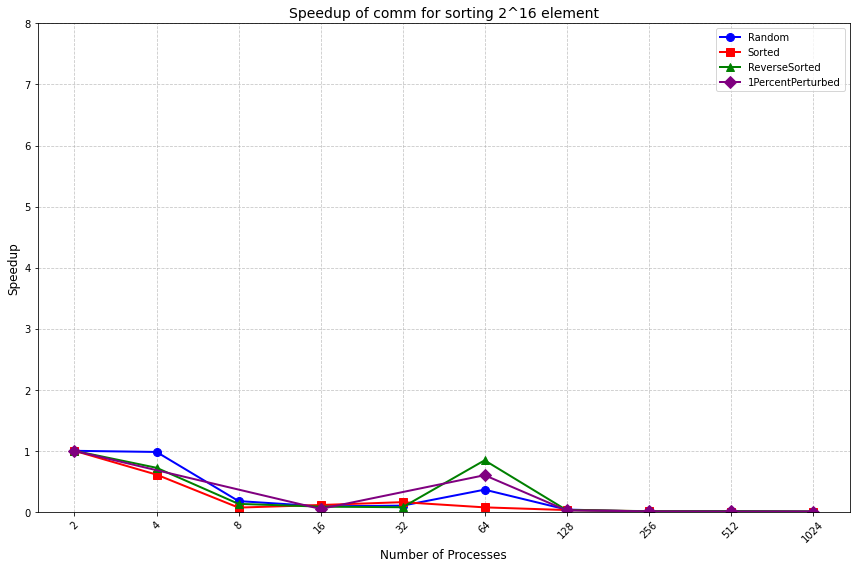 Speedup of comm for sorting 2^16 element
Speedup
8
7
6
5
4
3
2
1
0
Random
Sorted
ReverseSorted
1PercentPerturbed
2
4
8
16
32
64
128
256
512
1024
Number of Processes